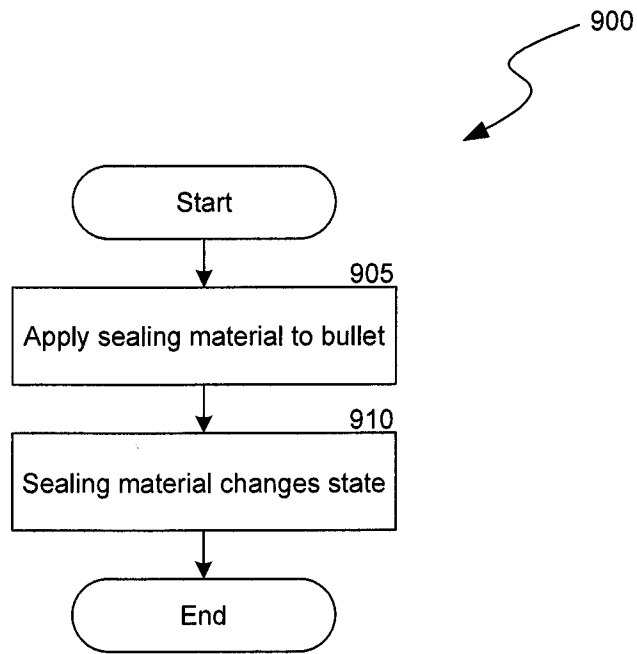 900
Start
905
Apply sealing material to bullet
910
Sealing material changes state
End